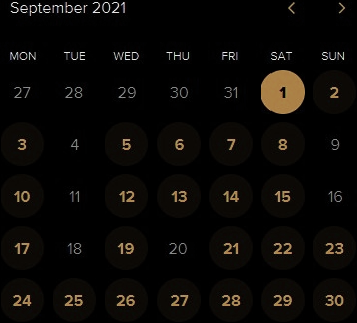 September 2021
MON TUE WED THU FRI SAT SUN
27 28 29 30 31 1 2
3 4 5 6 7 8 9
10 11 12 13 14 15 16
17 18 19 20 21 22 23
24 25 26 27 28 29 30